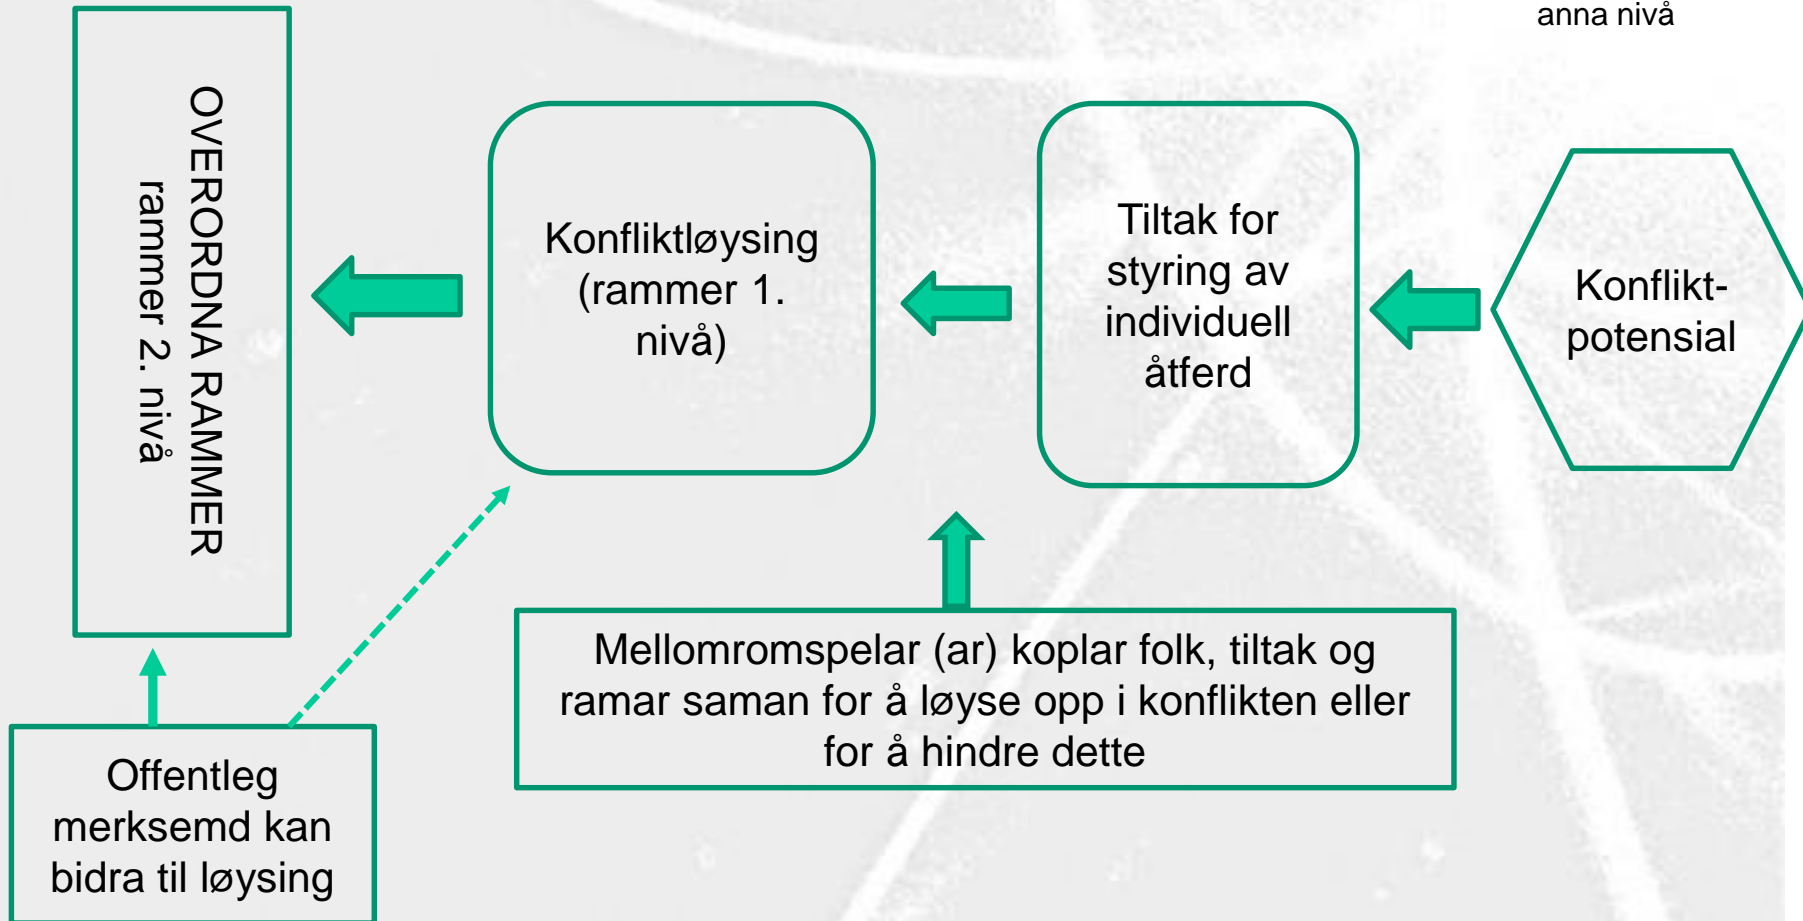 anna nivå
OVERORDNA RAMMER
rammer 2. nivå
Konfliktløysing
(rammer 1.
nivå)
Tiltak for
styring av
individuell
åtferd
Konflikt-
potensial
Mellomromspelar (ar) koplar folk, tiltak og
ramar saman for å løyse opp i konflikten eller
for å hindre dette
Offentleg
merksemd kan
bidra til løysing